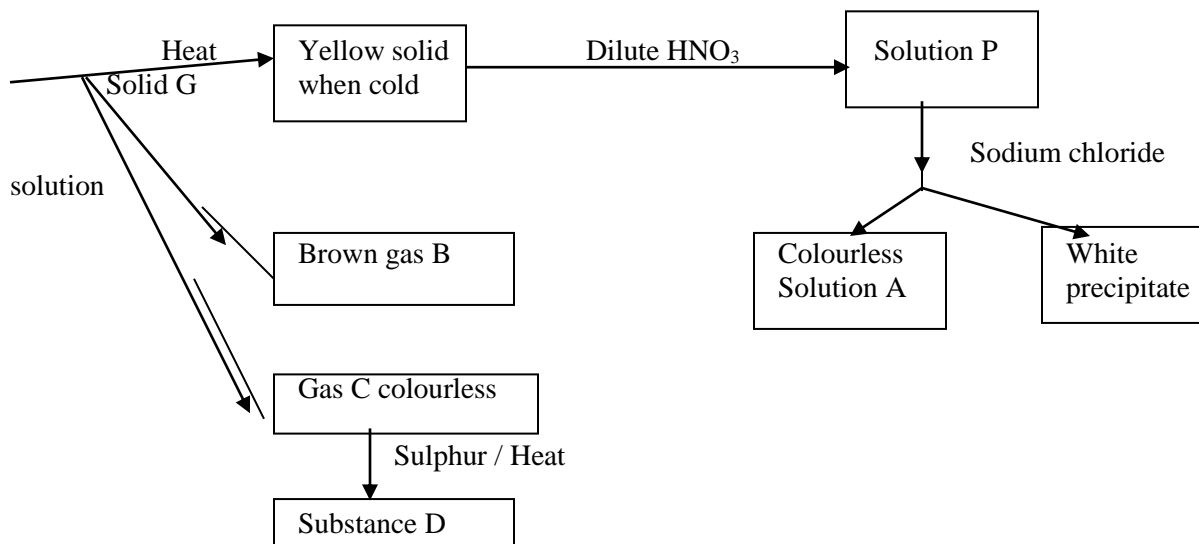 Heat
Solid G
solution
Yellow solid
when cold
Dilute HNO₃
Solution P
Sodium chloride
Colourless
Solution A
White
precipitate
Brown gas B
Gas C colourless
Sulphur / Heat
Substance D